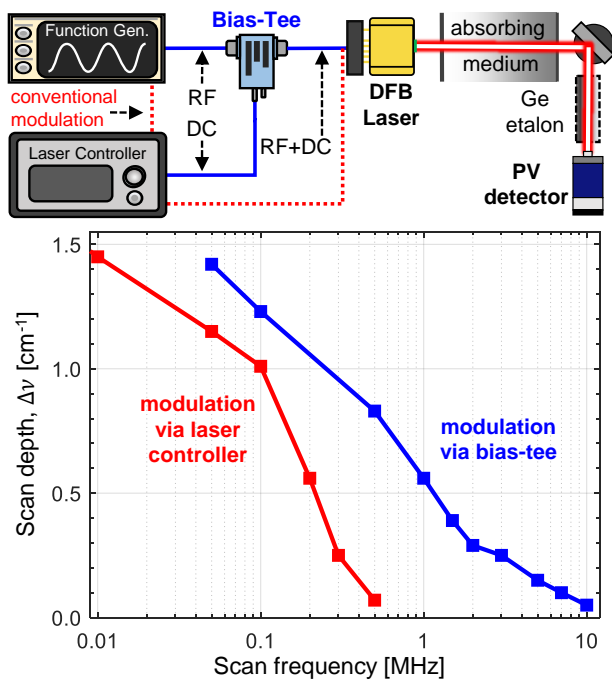 Function Gen.
Bias-Tee
absorbing
medium
conventional
modulation
RF
DC
RF+DC
DFB
Laser
Ge
etalon
Laser Controller
PV
detector
1.5
1.0
0.5
0.0
Scan depth, Δν [cm⁻¹]
modulation
via laser
controller
modulation
via bias-tee
0.01
0.1
1
10
Scan frequency [MHz]